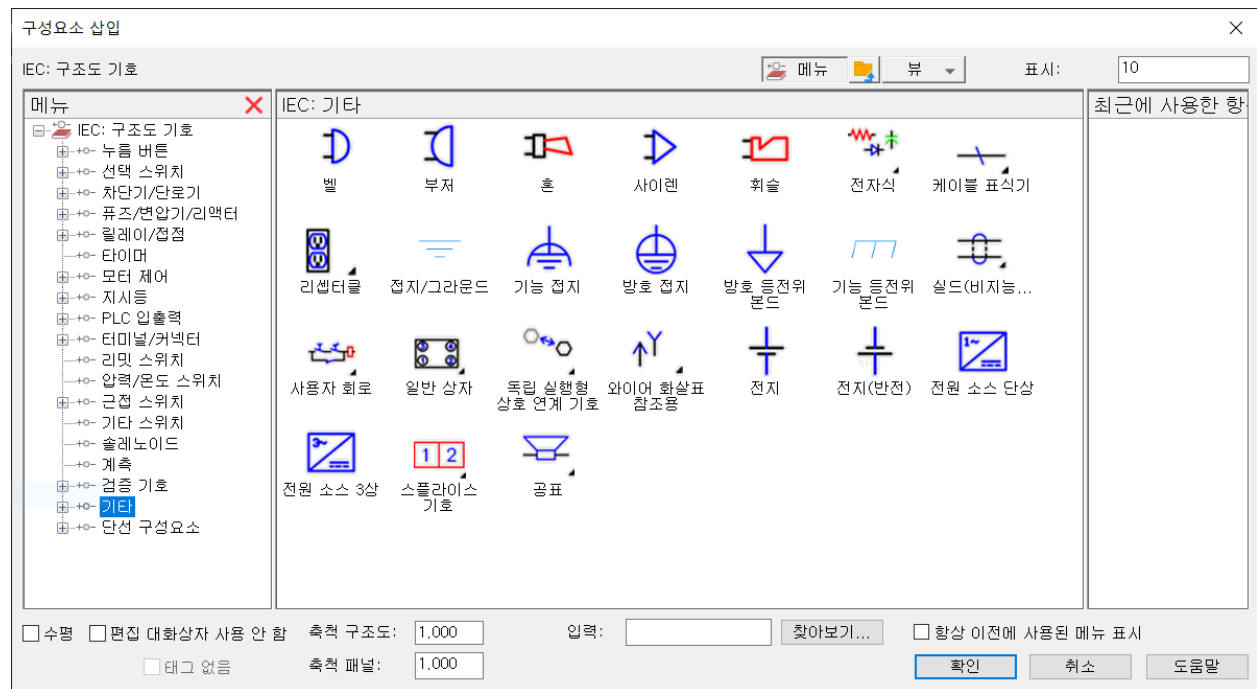 구성요소 삽입
IEC: 구조도 기호
메뉴
뷰
표시:
10
메뉴
IEC: 구조도 기호
누름 버튼
선택 스위치
차단기/단로기
퓨즈/변압기/리액터
릴레이/접점
타이머
모터 제어
지시등
PLC 입출력
터미널/커넥터
리밋 스위치
압력/온도 스위치
근접 스위치
기타 스위치
솔레노이드
계측
검증 기호
기타
단선 구성요소
IEC: 기타
벨
부저
혼
사이렌
휘슬
전자식
케이블 표식기
리셉터클
접지/그라운드
기능 접지
방호 접지
방호 등전위
본드
기능 등전위
본드
실드(비지능...
사용자 회로
3 4
0 2
일반 상자
독립 실행형
상호 연계 기호
와이어 화살표
참조용
전지
전지(반전)
1~
전원 소스 단상
3~
전원 소스 3상
1 2
스플라이스
기호
공표
최근에 사용한 항
수평
편집 대화상자 사용 안 함
태그 없음
축척 구조도:
1,000
축척 패널:
1,000
입력:
찾아보기...
항상 이전에 사용된 메뉴 표시
확인
취소
도움말